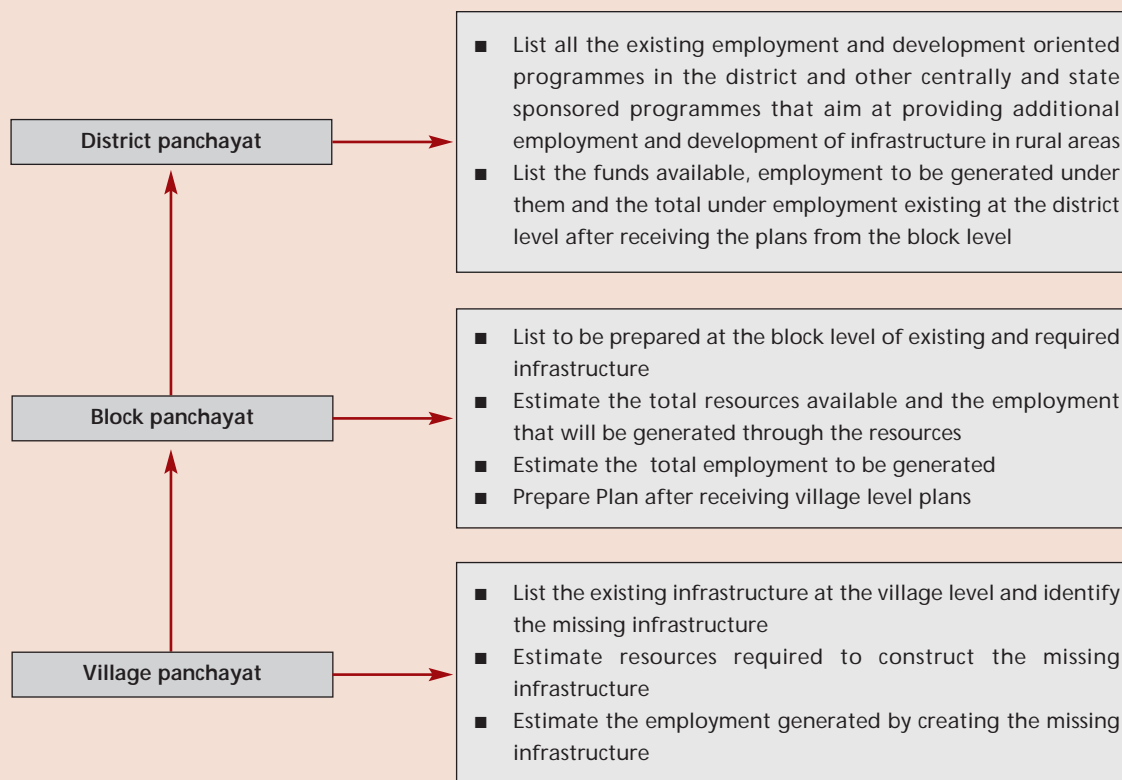 District panchayat
■ List all the existing employment and development oriented
programmes in the district and other centrally and state
sponsored programmes that aim at providing additional
employment and development of infrastructure in rural areas
■ List the funds available, employment to be generated under
them and the total under employment existing at the district
level after receiving the plans from the block level
Block panchayat
■ List to be prepared at the block level of existing and required
infrastructure
■ Estimate the total resources available and the employment
that will be generated through the resources
■ Estimate the total employment to be generated
■ Prepare Plan after receiving village level plans
Village panchayat
■ List the existing infrastructure at the village level and identify
the missing infrastructure
■ Estimate resources required to construct the missing
infrastructure
■ Estimate the employment generated by creating the missing
infrastructure